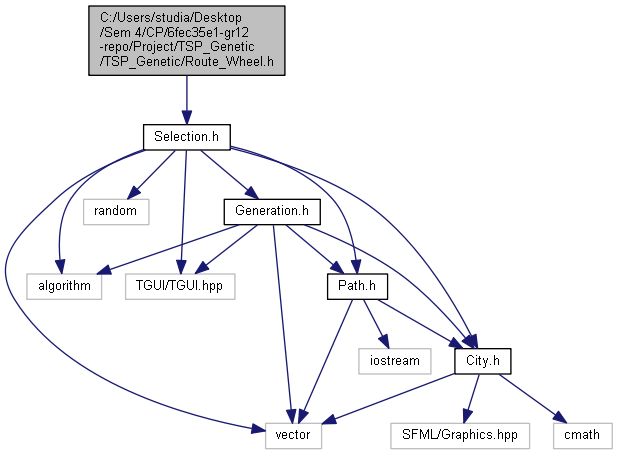 C:/Users/studia/Desktop
/Sem 4/CP/6fec35e1-gr12
-repo/Project/TSP_Genetic
/TSP_Genetic/Route_Wheel.h
Selection.h
random
Generation.h
algorithm
TGUI/TGUI.hpp
Path.h
iostream
City.h
vector
SFML/Graphics.hpp
cmath